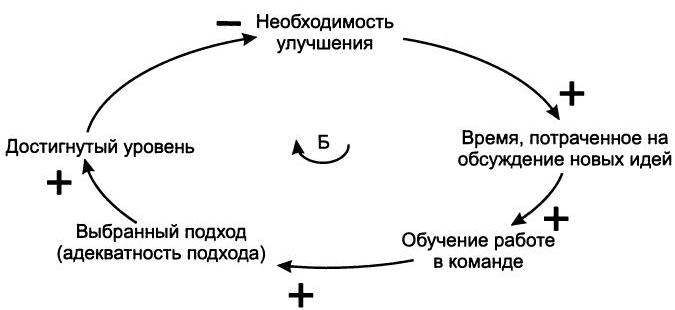 − Необходимость
улучшения
+
Время, потраченное на
обсуждение новых идей
+
Обучение работе
в команде
+
Выбранный подход
(адекватность подхода)
+
Достигнутый уровень
Б